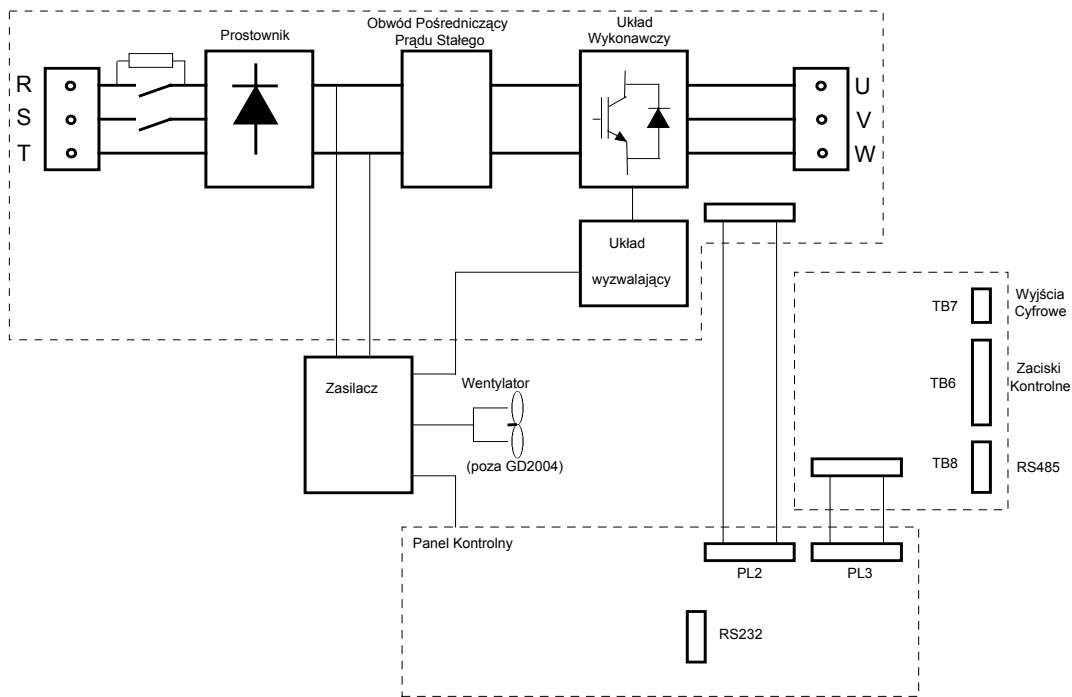 Prostownik
Obwód Pośredniczący
Prądu Stałego
Układ
Wykonawczy
R
S
T
U
V
W
Układ
wyzwalający
TB7
Wyjścia
Cyfrowe
TB6
Zaciski
Kontrolne
TB8
RS485
Zasilacz
Wentylator
(poza GD2004)
Panel Kontrolny
PL2
PL3
RS232